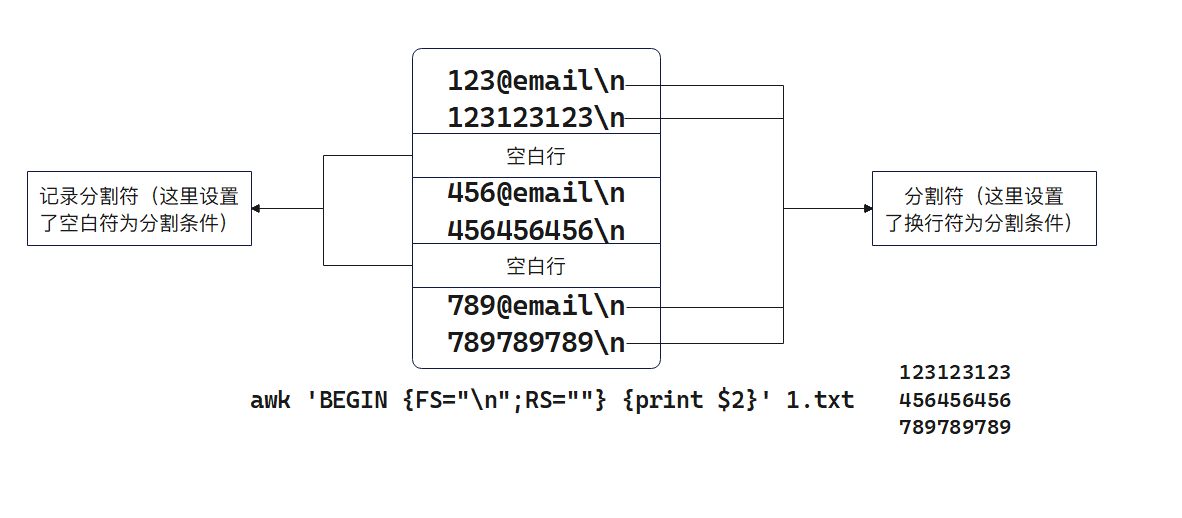 123@email\n
123123123\n
空白行
记录分割符（这里设置
了空白符为分割条件）
456@email\n
456456456\n
分割符（这里设置
了换行符为分割条件）
空白行
789@email\n
789789789\n
awk 'BEGIN {FS="\n";RS=""} {print $2}' 1.txt
123123123
456456456
789789789